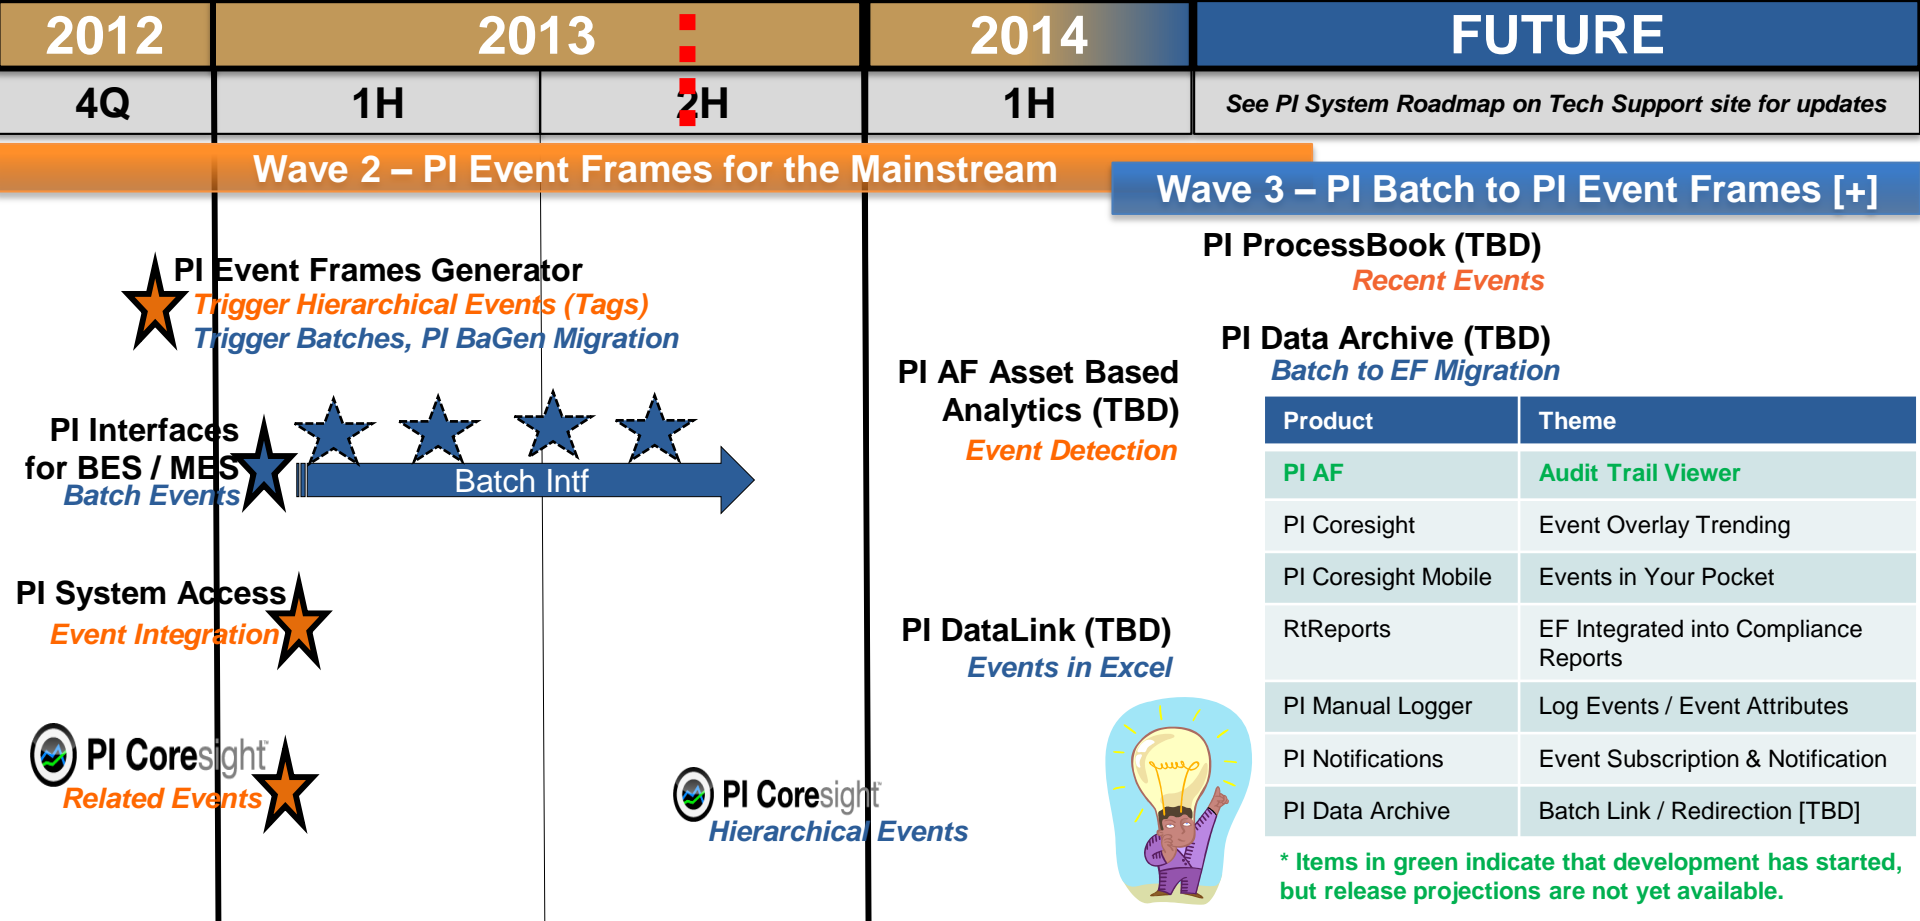 2012
2013
2014
FUTURE
4Q
1H
2H
1H
See PI System Roadmap on Tech Support site for updates
Wave 2 – PI Event Frames for the Mainstream
Wave 3 – PI Batch to PI Event Frames [+]
PI Event Frames Generator
Trigger Hierarchical Events (Tags)
Trigger Batches, PI BaGen Migration
PI Interfaces
for BES / MES
Batch Events
Batch Intf
PI System Access
Event Integration
PI Coresight
Related Events
PI Coresight
Hierarchical Events
PI AF Asset Based
Analytics (TBD)
Event Detection
PI DataLink (TBD)
Events in Excel
PI ProcessBook (TBD)
Recent Events
PI Data Archive (TBD)
Batch to EF Migration
Product Theme
PI AF Audit Trail Viewer
PI Coresight Event Overlay Trending
PI Coresight Mobile Events in Your Pocket
RtReports EF Integrated into Compliance
Reports
PI Manual Logger Log Events / Event Attributes
PI Notifications Event Subscription & Notification
PI Data Archive Batch Link / Redirection [TBD]
* Items in green indicate that development has started,
but release projections are not yet available.